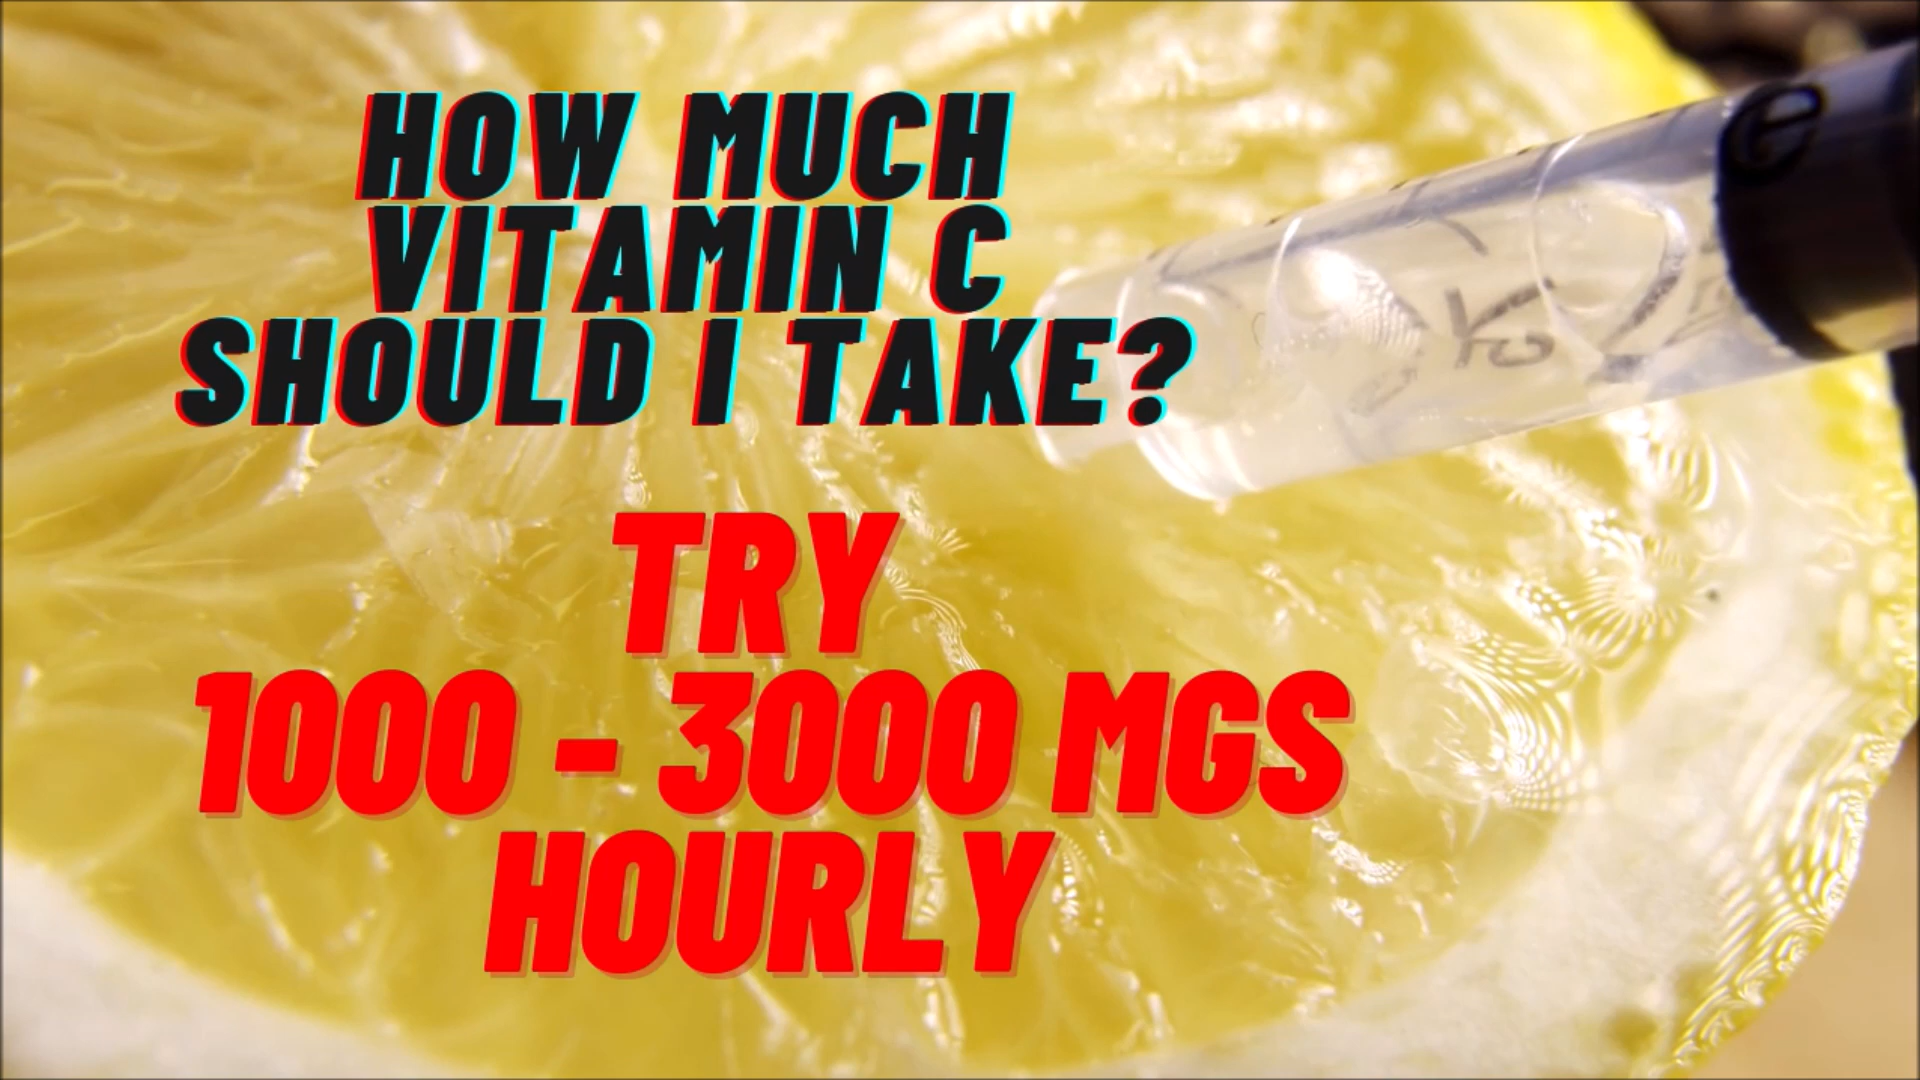 HOW MUCH
VITAMIN C
SHOULD I TAKE?
TRY
1000 - 3000 MGS
HOURLY